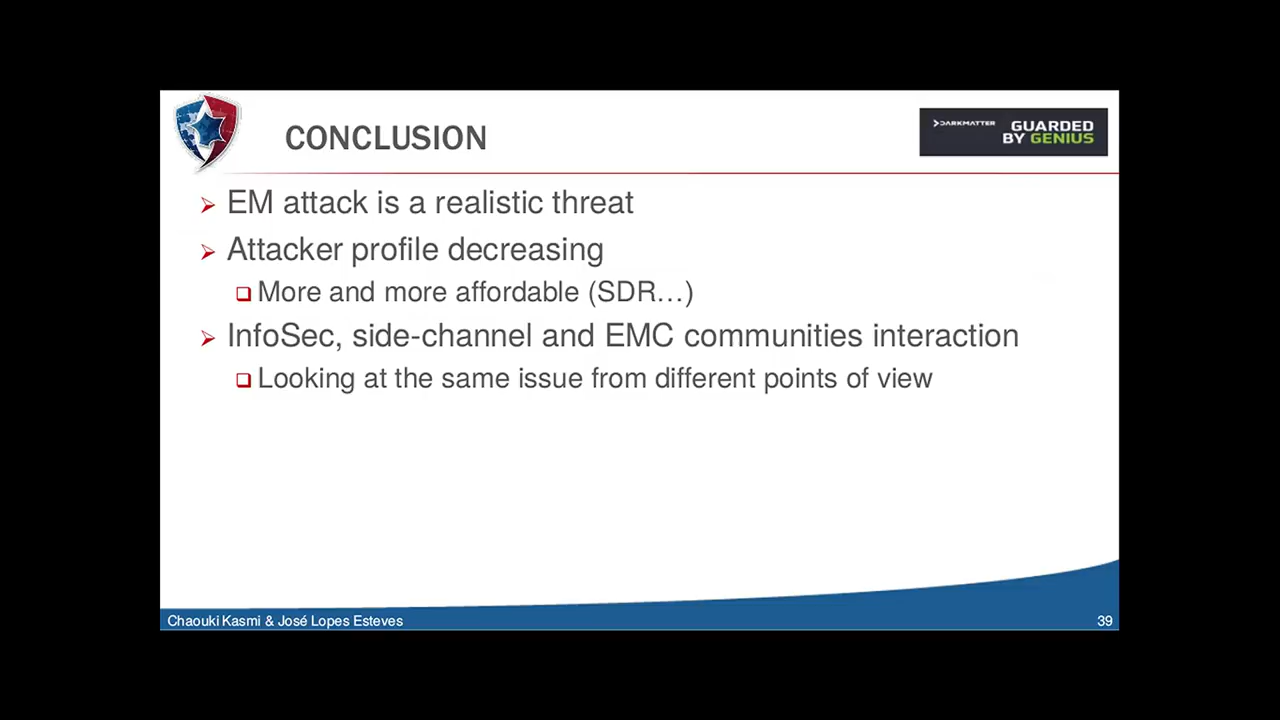 CONCLUSION
DARKMATTER
GUARDED
BY GENIUS
EM attack is a realistic threat
Attacker profile decreasing
More and more affordable (SDR…)
InfoSec, side-channel and EMC communities interaction
Looking at the same issue from different points of view
Chaouki Kasmi & José Lopes Esteves
39